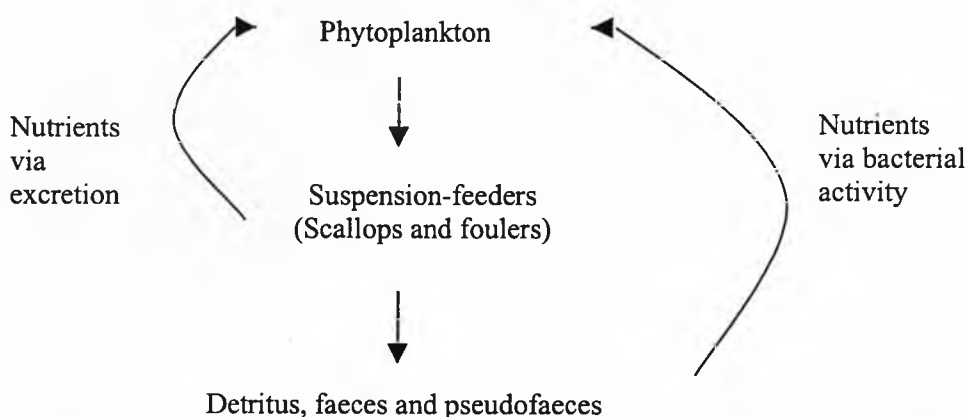 Phytoplankton
Nutrients
via
excretion
Nutrients
via bacterial
activity
Suspension-feeders
(Scallops and foulers)
Detritus, faeces and pseudofaeces